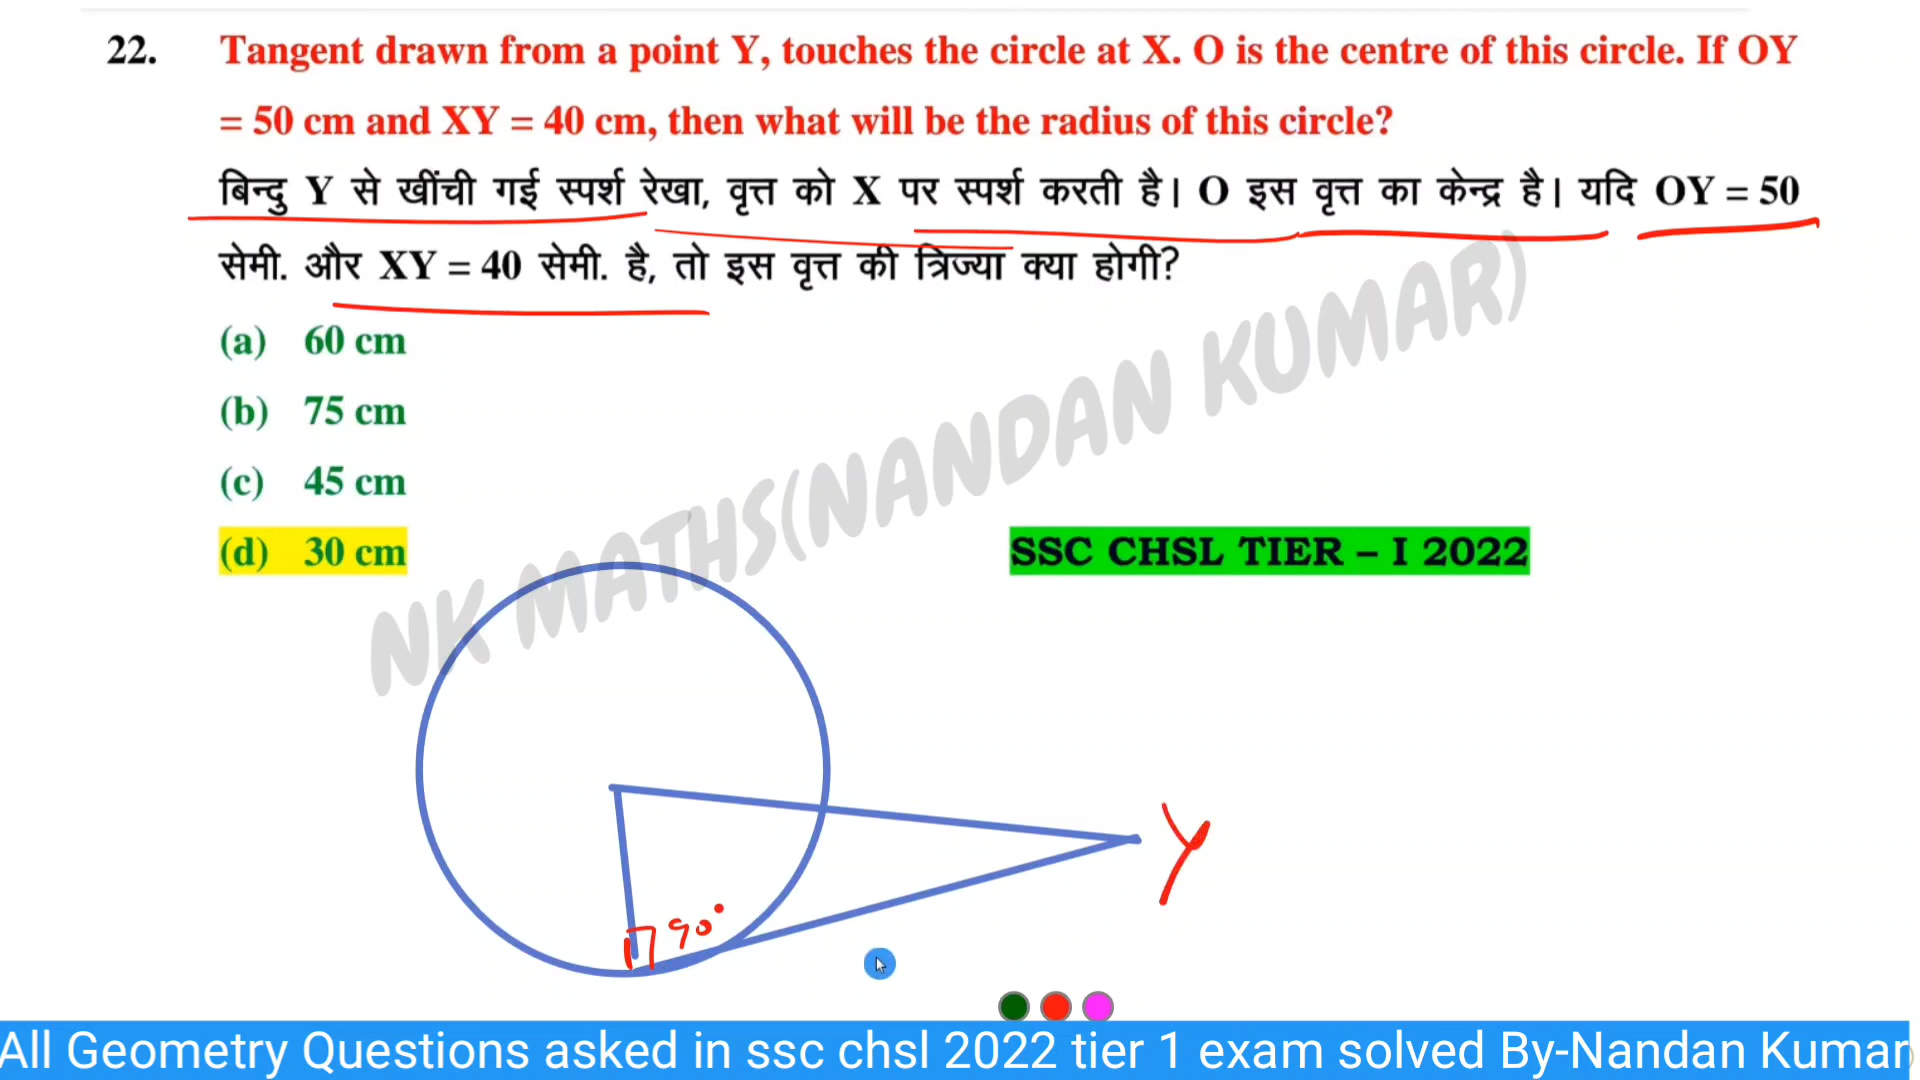 22. Tangent drawn from a point Y, touches the circle at X. O is the centre of this circle. If OY
= 50 cm and XY = 40 cm, then what will be the radius of this circle?
बिन्दु Y से खींची गई स्पर्श रेखा, वृत्त को X पर स्पर्श करती है। O इस वृत्त का केन्द्र है। यदि OY = 50
सेमी. और XY = 40 सेमी. है, तो इस वृत्त की त्रिज्या क्या होगी?
(a) 60 cm
(b) 75 cm
(c) 45 cm
(d) 30 cm
SSC CHSL TIER – I 2022
NK MATHS(NANDAN KUMAR)
Y
90°
All Geometry Questions asked in ssc chsl 2022 tier 1 exam solved By-Nandan Kumar